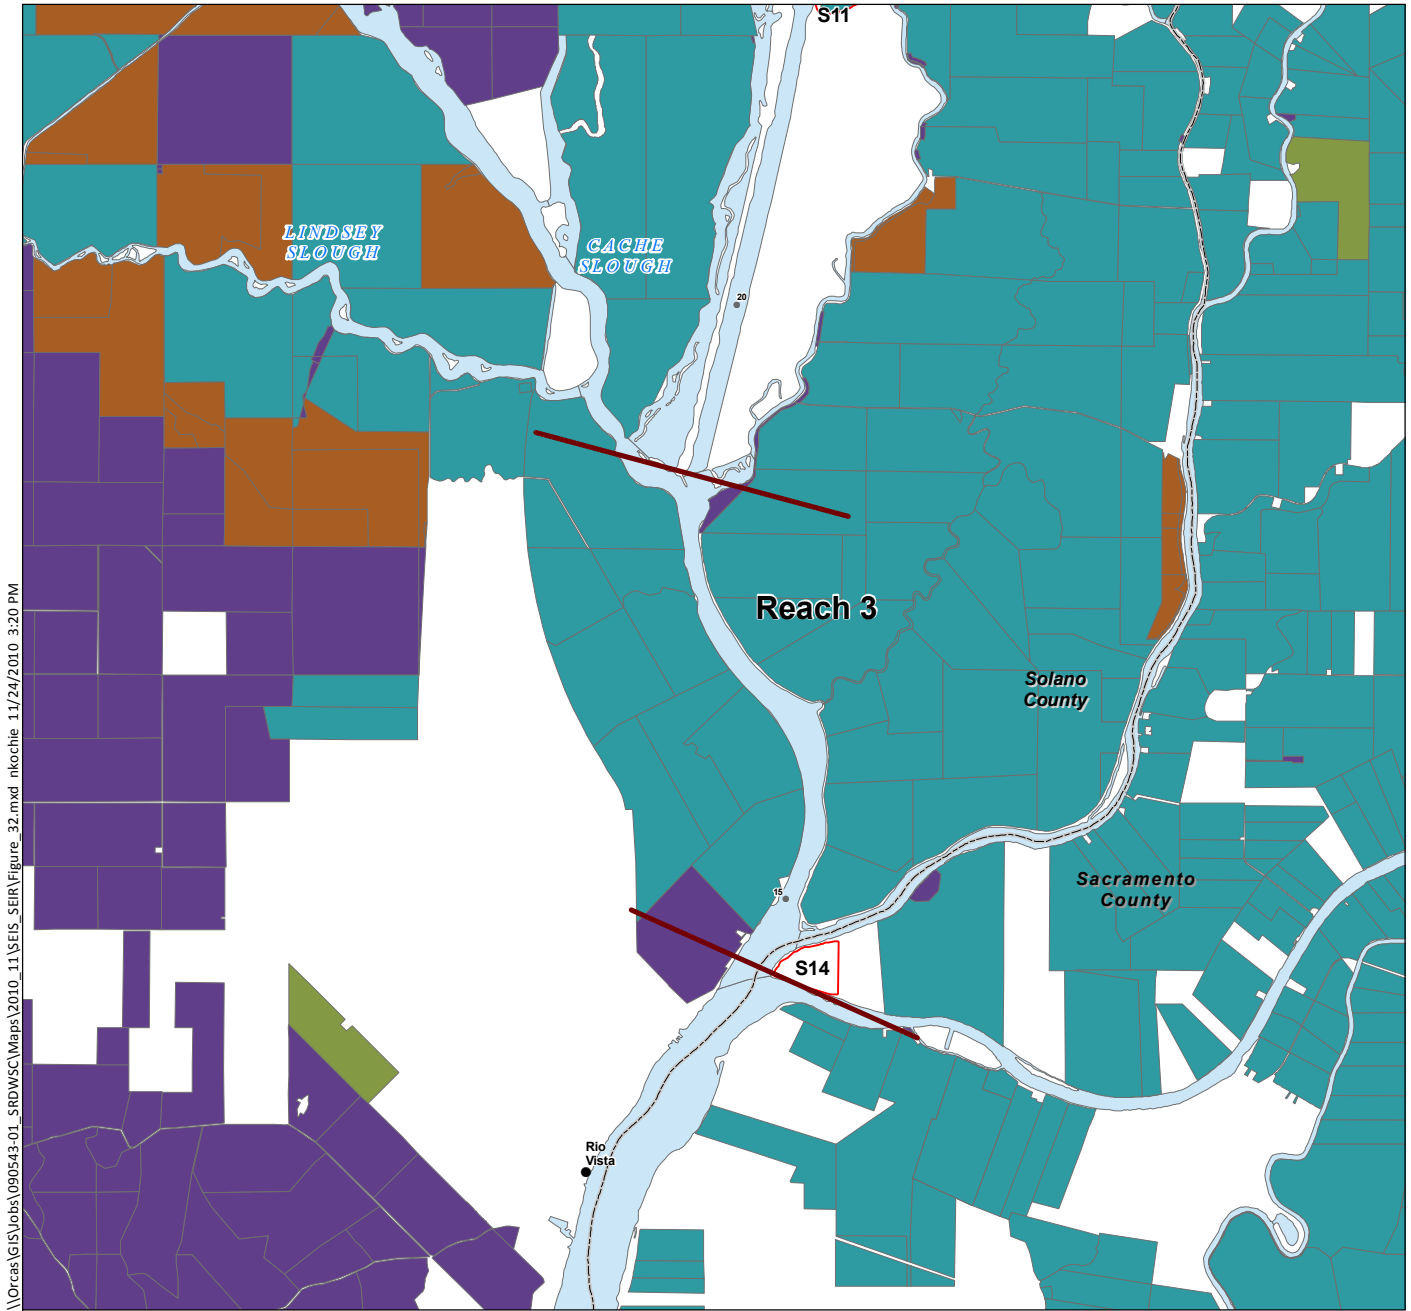 S11
LINDSEY
SLOUGH
CACHE
SLOUGH
20
Reach 3
Solano
County
Sacramento
County
15
S14
Rio
Vista
\\Orcas\GIS\Jobs\090543-01_SRDWSC\Maps\2010_11\SEIS_SEIR\Figure_32.mxd nkochie 11/24/2010 3:20 PM